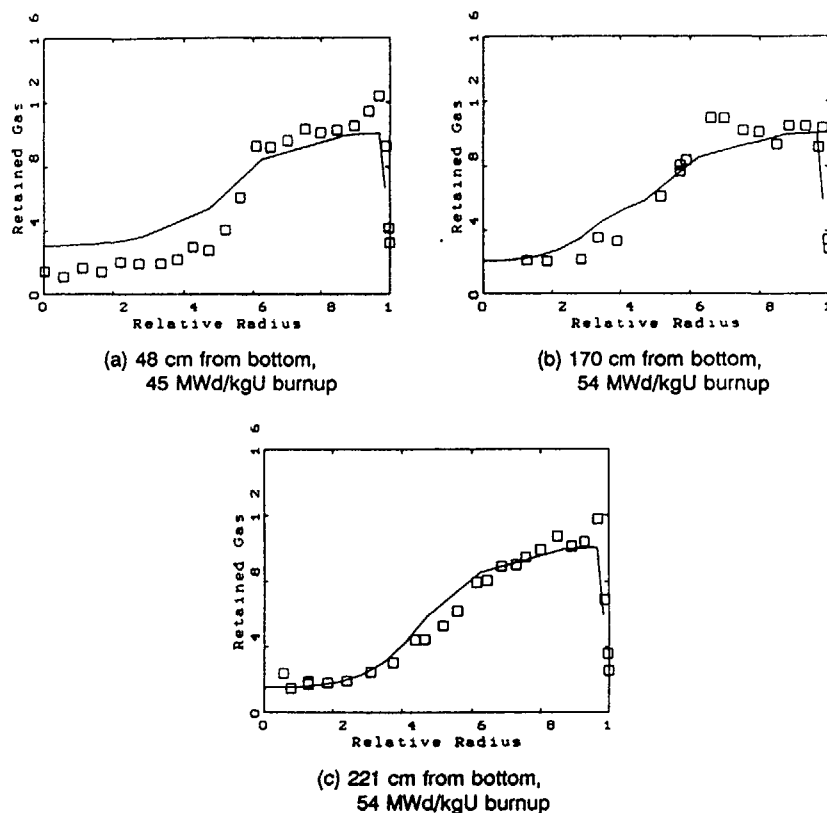 1 6
1 2
8
4
0
Retained Gas
0 2 4 6 8 1
Relative Radius
(a) 48 cm from bottom,
45 MWd/kgU burnup
1 6
1 2
8
4
0
Retained Gas
0 2 4 6 8 1
Relative Radius
(b) 170 cm from bottom,
54 MWd/kgU burnup
1 6
1 2
8
4
0
Retained Gas
0 2 4 6 8 1
Relative Radius
(c) 221 cm from bottom,
54 MWd/kgU burnup